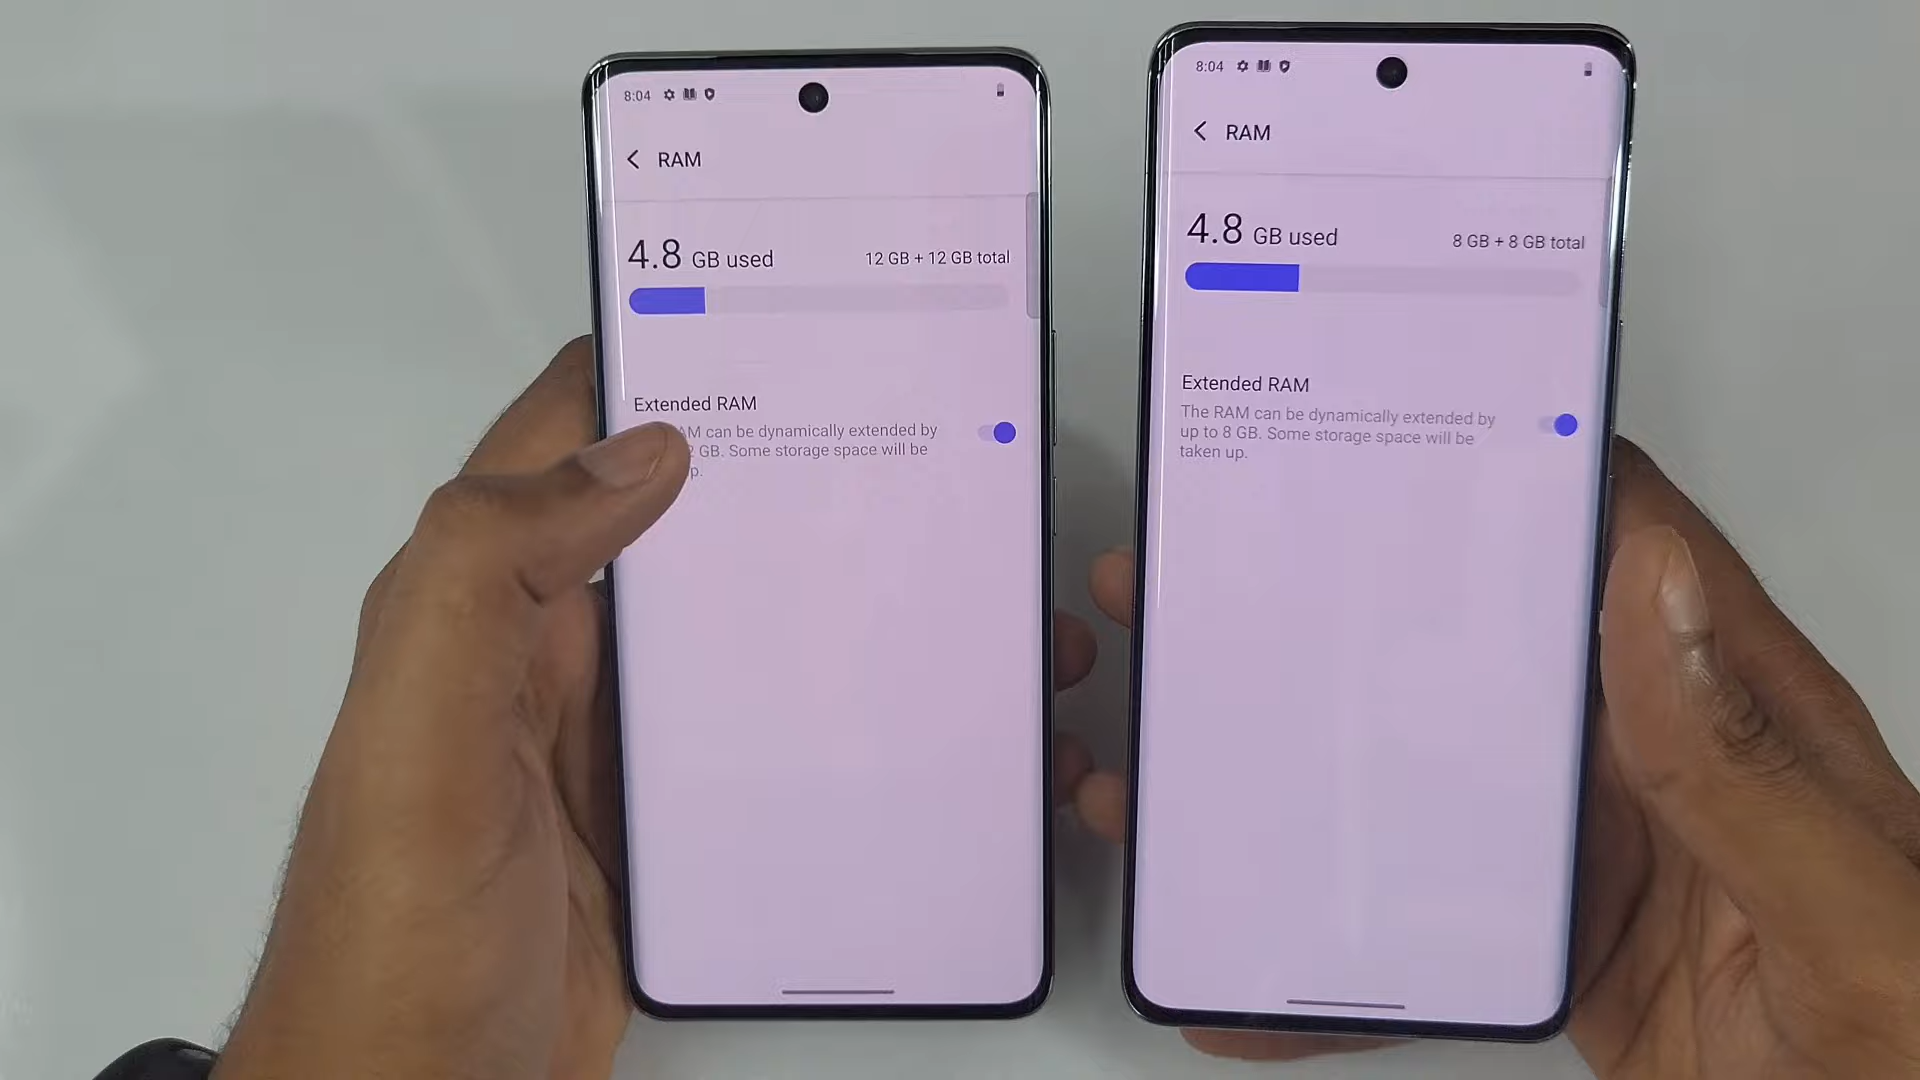 8:04
RAM
4.8 GB used
12 GB + 12 GB total
Extended RAM
AM can be dynamically extended by
2 GB. Some storage space will be
p.
8:04
RAM
4.8 GB used
8 GB + 8 GB total
Extended RAM
The RAM can be dynamically extended by
up to 8 GB. Some storage space will be
taken up.